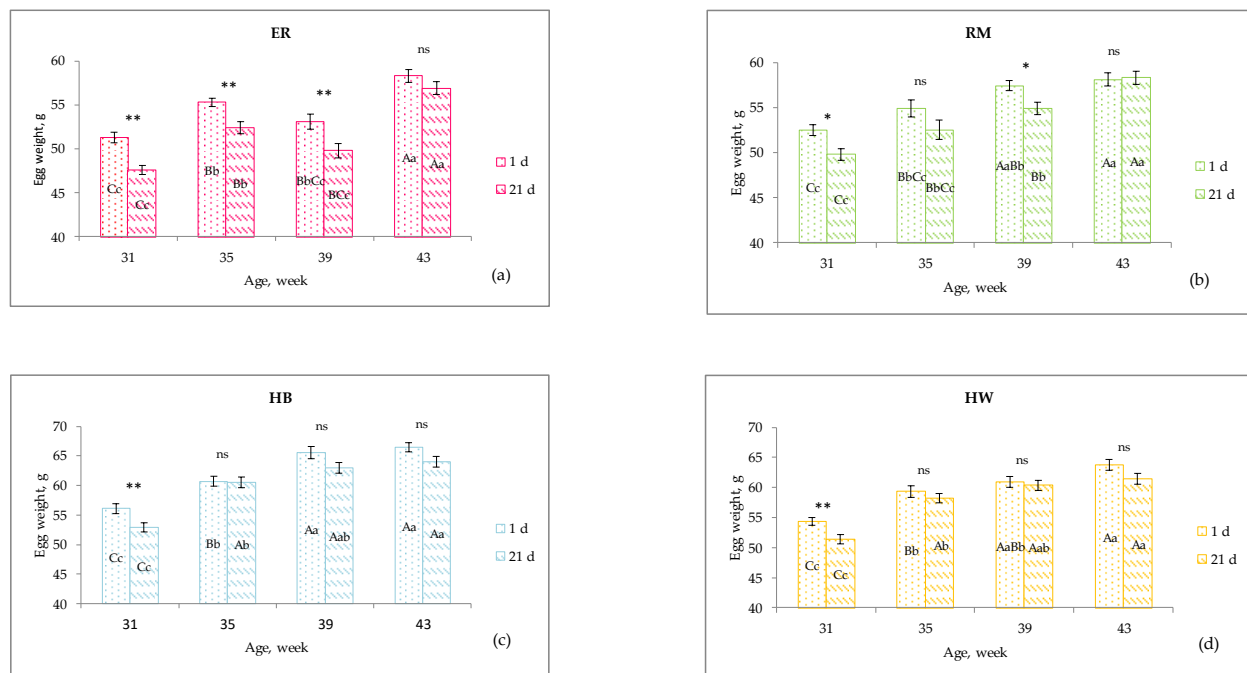 ER
ns
**
**
**
60
55
50
45
40
Egg weight, g
Cc
Cc
Bb
Bb
BbCc
BCc
Aa
Aa
31
35
39
43
Age, week
1 d
21 d
(a)
RM
ns
*
ns
*
60
55
50
45
40
Egg weight, g
Cc
Cc
BbCc
BbCc
AaBb
Bb
Aa
Aa
31
35
39
43
Age, week
1 d
21 d
(b)
HB
ns
ns
ns
**
70
65
60
55
50
45
40
Egg weight, g
Cc
Cc
Bb
Ab
Aa
Aab
Aa
Aa
31
35
39
43
Age, week
1 d
21 d
(c)
HW
ns
ns
ns
**
70
65
60
55
50
45
40
Egg weight, g
Cc
Cc
Bb
Ab
AaBb
Aab
Aa
Aa
31
35
39
43
Age, week
1 d
21 d
(d)